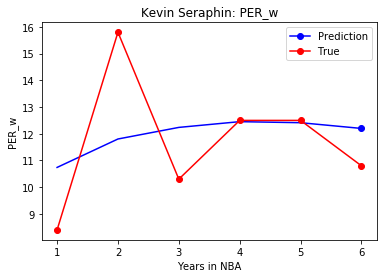 Kevin Seraphin: PER_w
Prediction
True
16
15
14
13
12
11
10
9
PER_w
1 2 3 4 5 6
Years in NBA